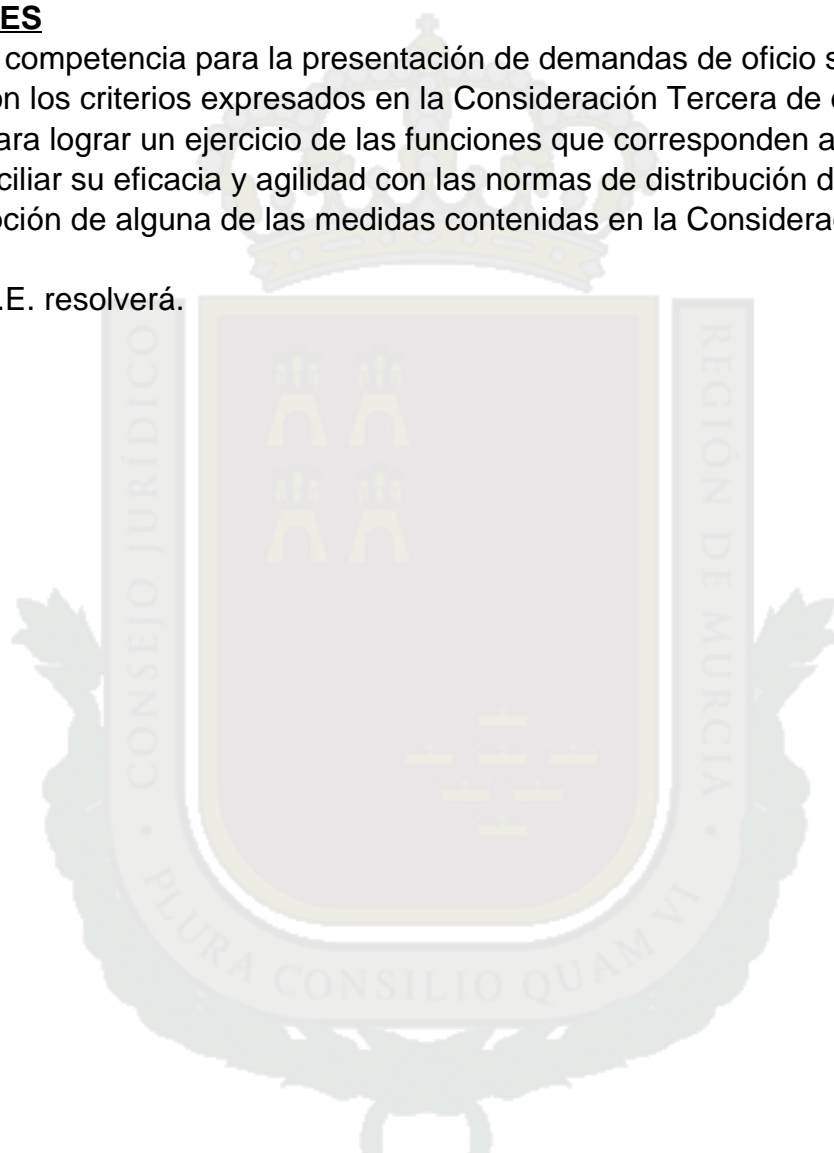 ES
competencia para la presentación de demandas de oficio s
on los criterios expresados en la Consideración Tercera de
ara lograr un ejercicio de las funciones que corresponden a
ciliar su eficacia y agilidad con las normas de distribución d
oción de alguna de las medidas contenidas en la Considerac
.E. resolverá.
CONSEJO JURÍDICO
REGIÓN DE MURCIA
PLURA CONSILIO QUAM VI